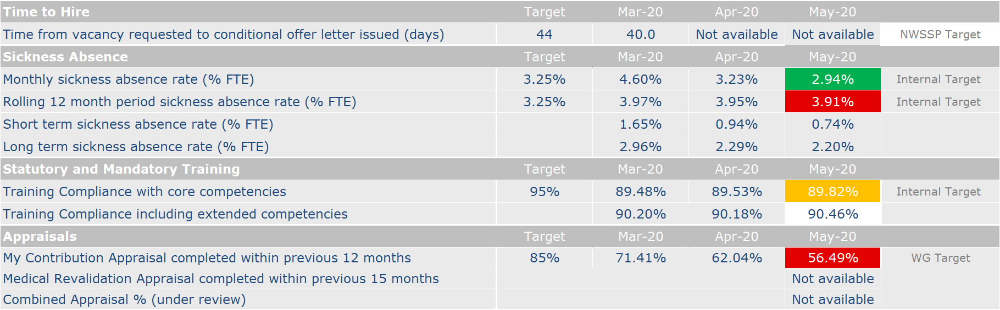 Time to Hire Target Mar-20 Apr-20 May-20
Time from vacancy requested to conditional offer letter issued (days) 44 40.0 Not available Not available NWSSP Target
Sickness Absence Target Mar-20 Apr-20 May-20
Monthly sickness absence rate (% FTE) 3.25% 4.60% 3.23% 2.94% Internal Target
Rolling 12 month period sickness absence rate (% FTE) 3.25% 3.97% 3.95% 3.91% Internal Target
Short term sickness absence rate (% FTE) 1.65% 0.94% 0.74%
Long term sickness absence rate (% FTE) 2.96% 2.29% 2.20%
Statutory and Mandatory Training Target Mar-20 Apr-20 May-20
Training Compliance with core competencies 95% 89.48% 89.53% 89.82% Internal Target
Training Compliance including extended competencies 90.20% 90.18% 90.46%
Appraisals Target Mar-20 Apr-20 May-20
My Contribution Appraisal completed within previous 12 months 85% 71.41% 62.04% 56.49% WG Target
Medical Revalidation Appraisal completed within previous 15 months Not available
Combined Appraisal % (under review) Not available